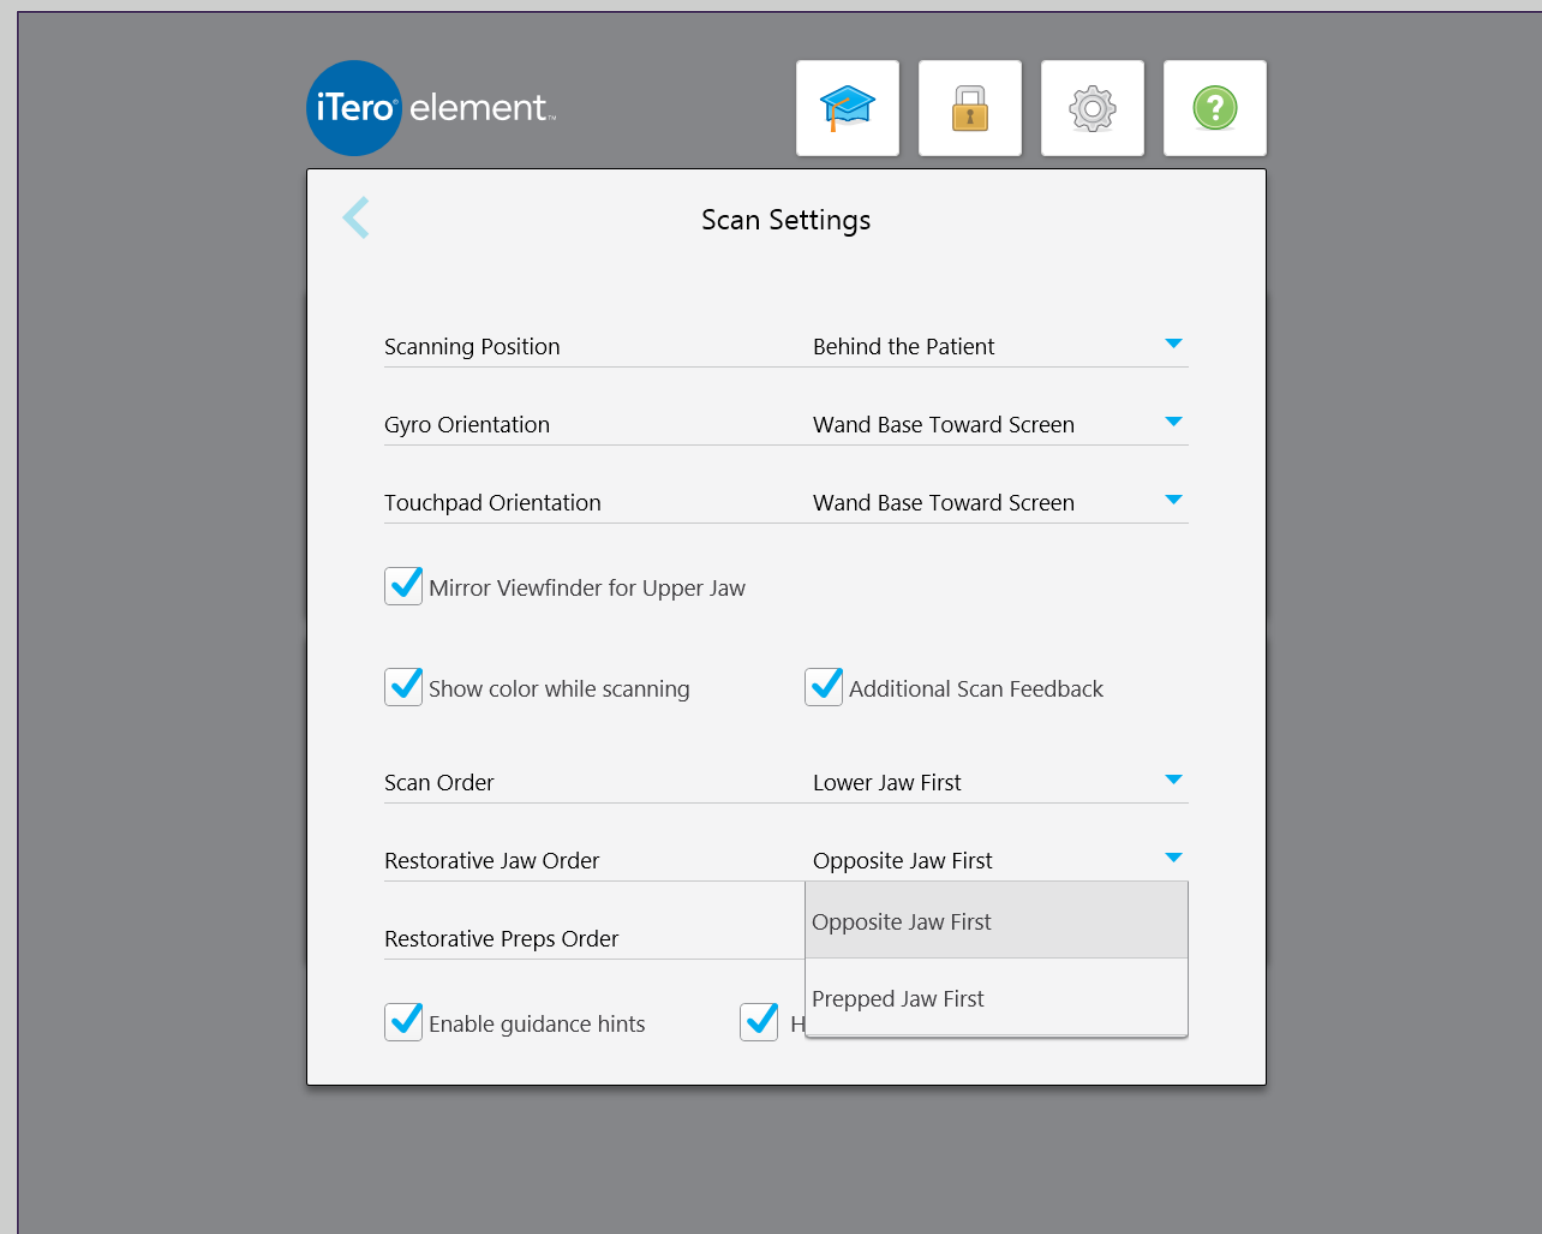 iTero element
Scan Settings
Scanning Position Behind the Patient
Gyro Orientation Wand Base Toward Screen
Touchpad Orientation Wand Base Toward Screen
Mirror Viewfinder for Upper Jaw
Show color while scanning Additional Scan Feedback
Scan Order Lower Jaw First
Restorative Jaw Order Opposite Jaw First
Opposite Jaw First
Restorative Preps Order
Prepped Jaw First
Enable guidance hints H